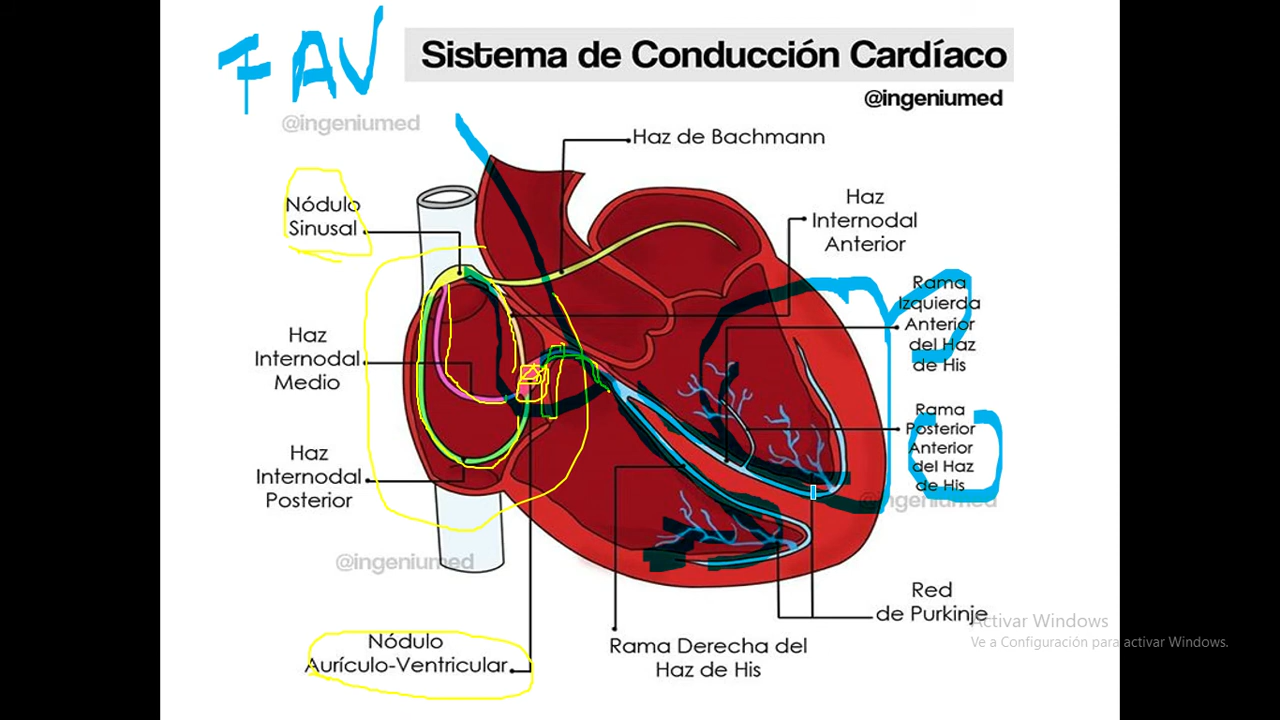 FAV
Sistema de Conducción Cardíaco
@ingeniumed
@ingeniumed
Haz de Bachmann
Nódulo
Sinusal
Haz
Internodal
Anterior
Rama
Izquierda
Anterior
del Haz
de His
Haz
Internodal
Medio
Rama
Posterior
Anterior
del Haz
de His
@ingeniumed
Haz
Internodal
Posterior
@ingeniumed
Red
de Purkinje
Nódulo
Aurículo-Ventricular
Rama Derecha del
Haz de His
Activar Windows
Ve a Configuración para activar Windows.